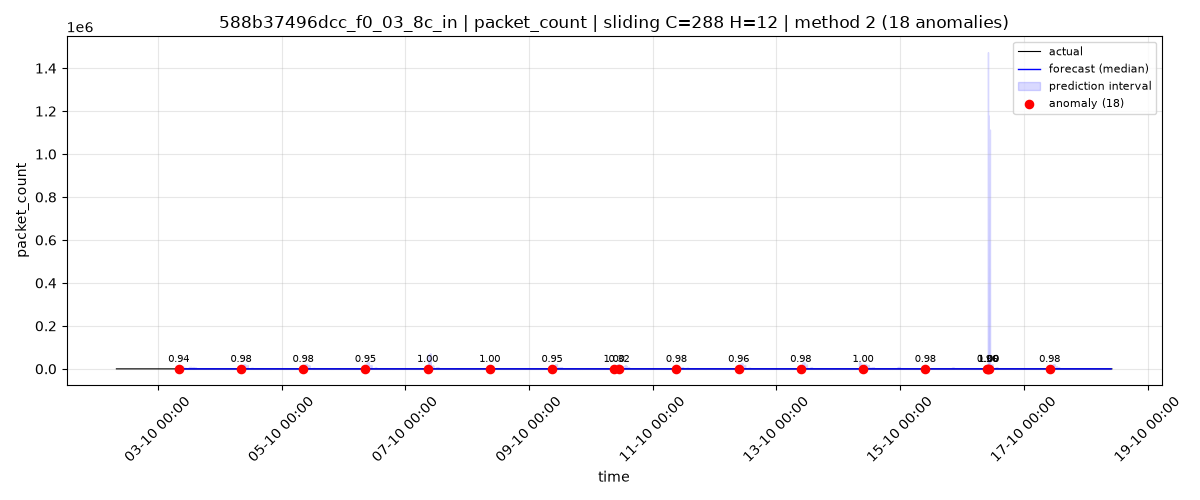 588b37496dcc_f0_03_8c_in | packet_count | sliding C=288 H=12 | method 2 (18 anomalies)
1e6
actual
forecast (median)
prediction interval
anomaly (18)
packet_count
1.4
1.2
1.0
0.8
0.6
0.4
0.2
0.0
0.94 0.98 0.98 0.95 1.00 1.00 0.95 0.98 0.96 0.98 1.00 0.98 0.98
03-10 00:00 05-10 00:00 07-10 00:00 09-10 00:00 11-10 00:00 13-10 00:00 15-10 00:00 17-10 00:00 19-10 00:00
time